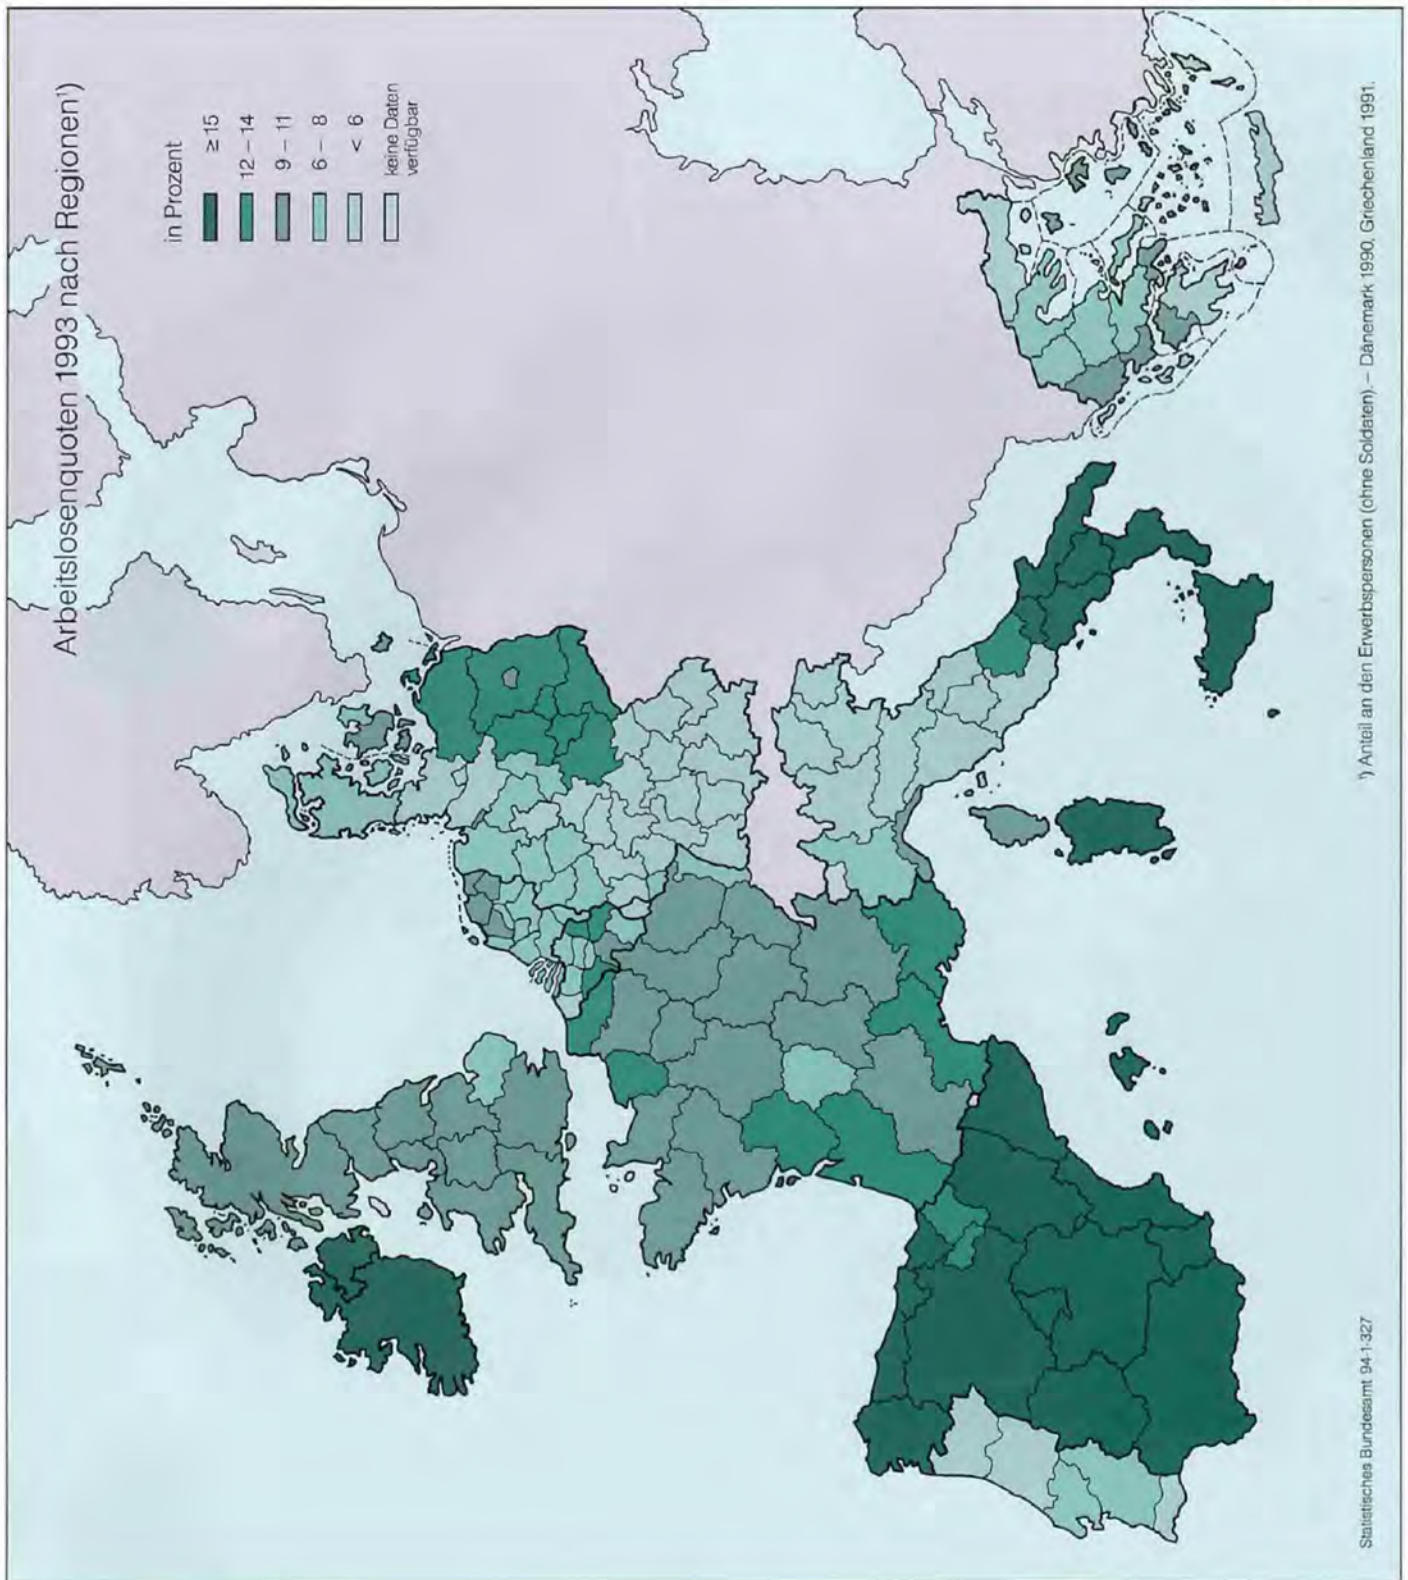 Arbeitslosenquoten 1993 nach Regionen¹)
in Prozent
≥15
12 – 14
9 – 11
6 – 8
< 6
keine Daten
verfügbar
¹) Anteil an den Erwerbspersonen (ohne Soldaten). – Dänemark 1990, Griechenland 1991.
Statistisches Bundesamt 94-1-327